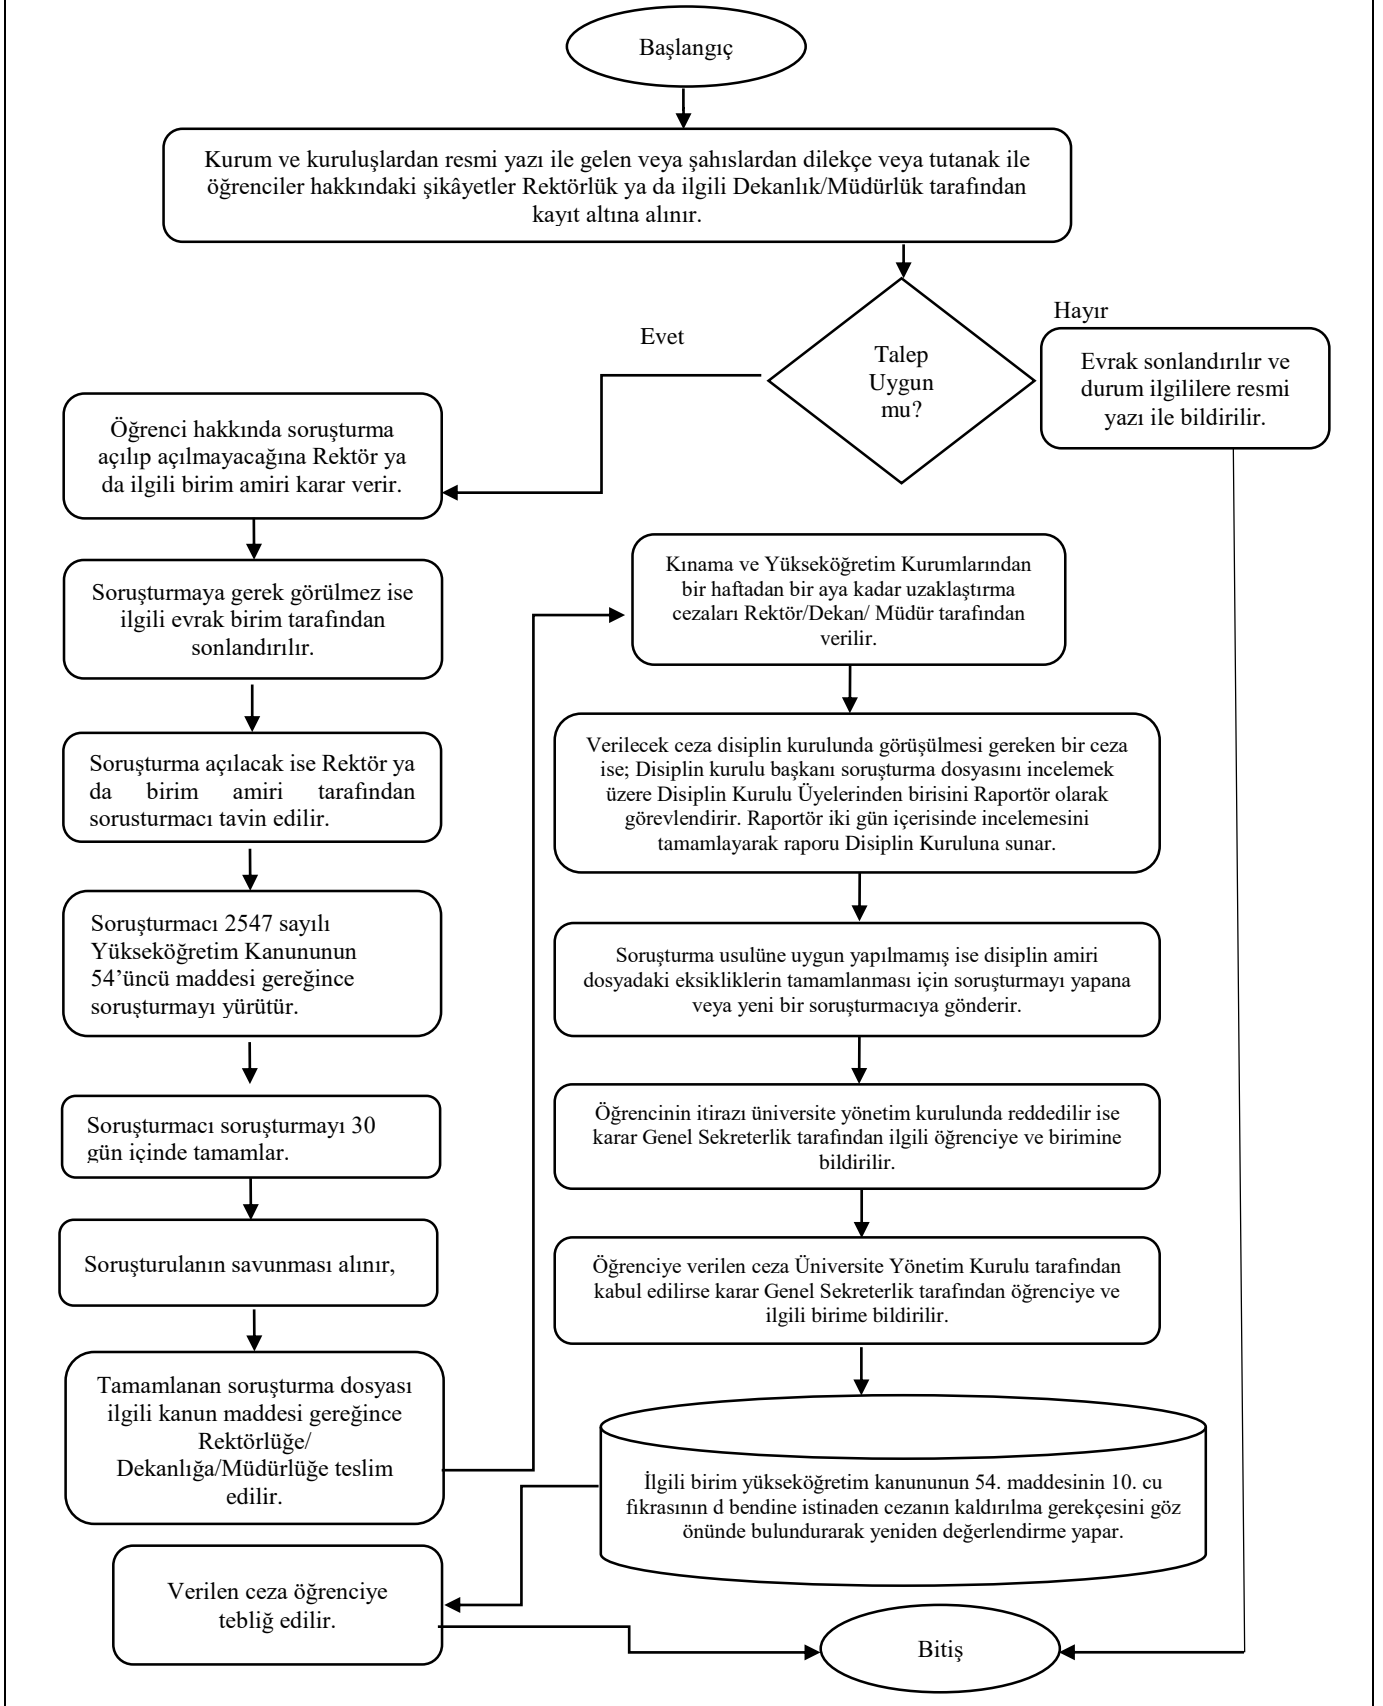 Başlangıç
Kurum ve kuruluşlardan resmi yazı ile gelen veya şahıslardan dilekçe veya tutanak ile
öğrenciler hakkındaki şikâyetler Rektörlük ya da ilgili Dekanlık/Müdürlük tarafından
kayıt altına alınır.
Talep
Uygun
mu?
Hayır
Evrak sonlandırılır ve
durum ilgililere resmi
yazı ile bildirilir.
Evet
Öğrenci hakkında soruşturma
açılıp açılmayacağına Rektör ya
da ilgili birim amiri karar verir.
Soruşturmaya gerek görülmez ise
ilgili evrak birim tarafından
sonlandırılır.
Soruşturma açılacak ise Rektör ya
da birim amiri tarafından
sorusturmacı tavin edilir.
Soruşturmacı 2547 sayılı
Yükseköğretim Kanununun
54’üncü maddesi gereğince
soruşturmayı yürütür.
Soruşturmacı soruşturmayı 30
gün içinde tamamlar.
Soruşturulanın savunması alınır,
Tamamlanan soruşturma dosyası
ilgili kanun maddesi gereğince
Rektörlüğe/
Dekanlığa/Müdürlüğe teslim
edilir.
Kınama ve Yükseköğretim Kurumlarından
bir haftadan bir aya kadar uzaklaştırma
cezaları Rektör/Dekan/ Müdür tarafından
verilir.
Verilecek ceza disiplin kurulunda görüşülmesi gereken bir ceza
ise; Disiplin kurulu başkanı soruşturma dosyasını incelemek
üzere Disiplin Kurulu Üyelerinden birisini Raportör olarak
görevlendirir. Raportör iki gün içerisinde incelemesini
tamamlayarak raporu Disiplin Kuruluna sunar.
Soruşturma usulüne uygun yapılmamış ise disiplin amiri
dosyadaki eksikliklerin tamamlanması için soruşturmayı yapana
veya yeni bir soruşturmacıya gönderir.
Öğrencinin itirazı üniversite yönetim kurulunda reddedilir ise
karar Genel Sekreterlik tarafından ilgili öğrenciye ve birimine
bildirilir.
Öğrenciye verilen ceza Üniversite Yönetim Kurulu tarafından
kabul edilirse karar Genel Sekreterlik tarafından öğrenciye ve
ilgili birime bildirilir.
İlgili birim yükseköğretim kanununun 54. maddesinin 10. cu
fıkrasının d bendine istinaden cezanın kaldırılma gerekçesini göz
önünde bulundurarak yeniden değerlendirme yapar.
Verilen ceza öğrenciye
tebliğ edilir.
Bitiş